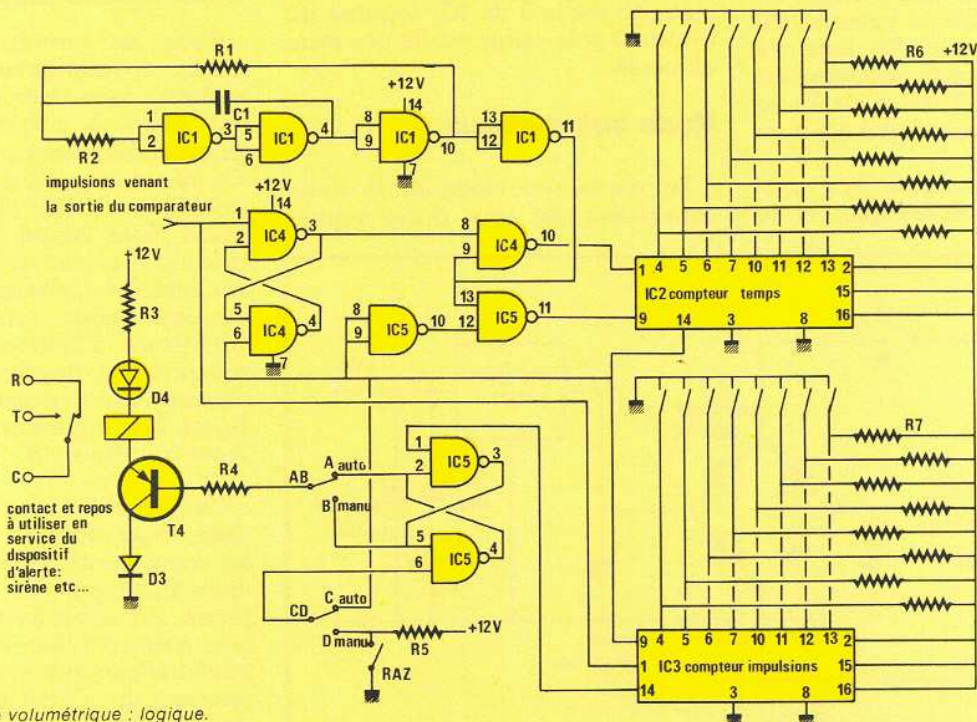 R1
C1
R2
1
2
IC1
3
5
6
IC1
4
+12V
14
8
9
IC1
10
7
13
12
IC1
11
impulsions venant
la sortie du comparateur
+12V
14
1
2
IC4
3
5
6
IC4
4
7
8
9
IC4
10
8
9
IC5
10
13
12
IC5
11
R6
+12V
1 4 5 6 7 10 11 12 13 2
IC2 compteur temps
15
9 14 3 8 16
+12V
R3
D4
R
T
C
R4
T4
D3
contact et repos
à utiliser en
service du
dispositif
d'alerte:
sirène etc...
AB
A auto
B manu
1
2
IC5
3
5
6
IC5
4
CD
C auto
D manu
R5
+12V
RAZ
R7
4 5 6 7 10 11 12 13
9 2
1 IC3 compteur impulsions 15
14 3 8 16
volumétrique : logique.